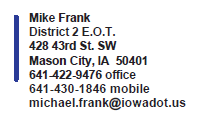 Mike Frank
District 2 E.O.T.
428 43rd St. SW
Mason City, IA  50401
641-422-9476 office
641-430-1846 mobile
michael.frank@iowadot.us